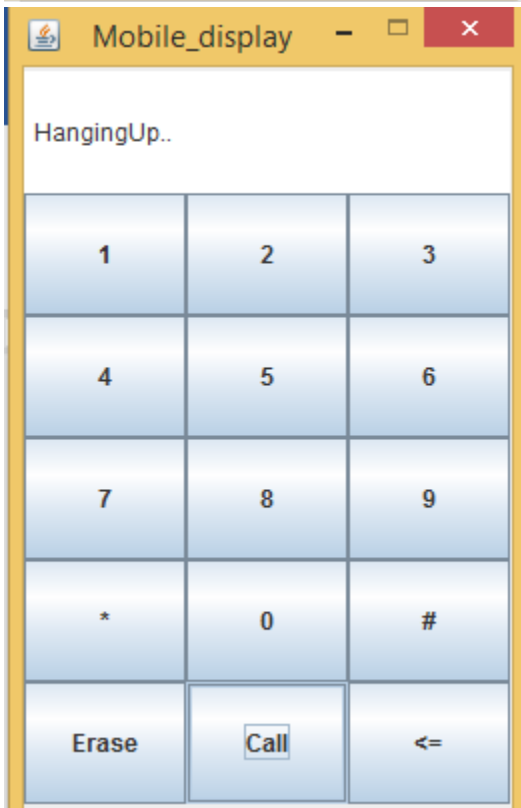 Mobile_display
HangingUp..
1 2 3
4 5 6
7 8 9
* 0 #
Erase Call <=